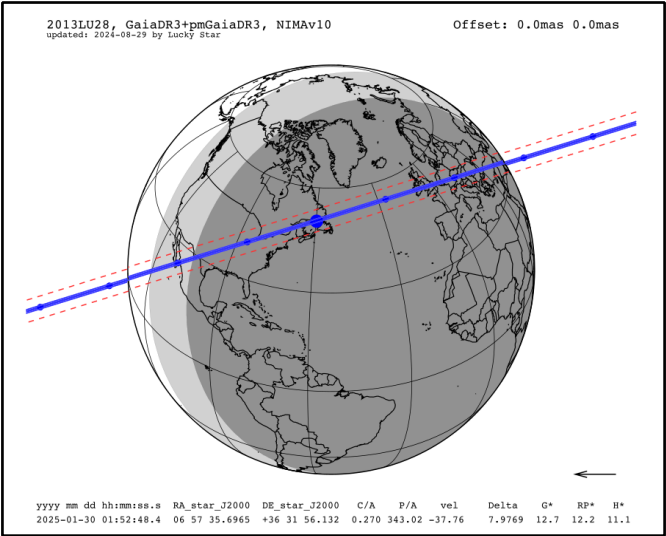 2013LU28, GaiaDR3+pmGaiaDR3, NIMAv10 Offset: 0.0mas 0.0mas
updated: 2024-08-29 by Lucky Star
yyyy mm dd hh:mm:ss.s RA_star_J2000 DE_star_J2000 C/A P/A vel Delta G* RP* H*
2025-01-30 01:52:48.4 06 57 35.6965 +36 31 56.132 0.270 343.02 -37.76 7.9769 12.7 12.2 11.1